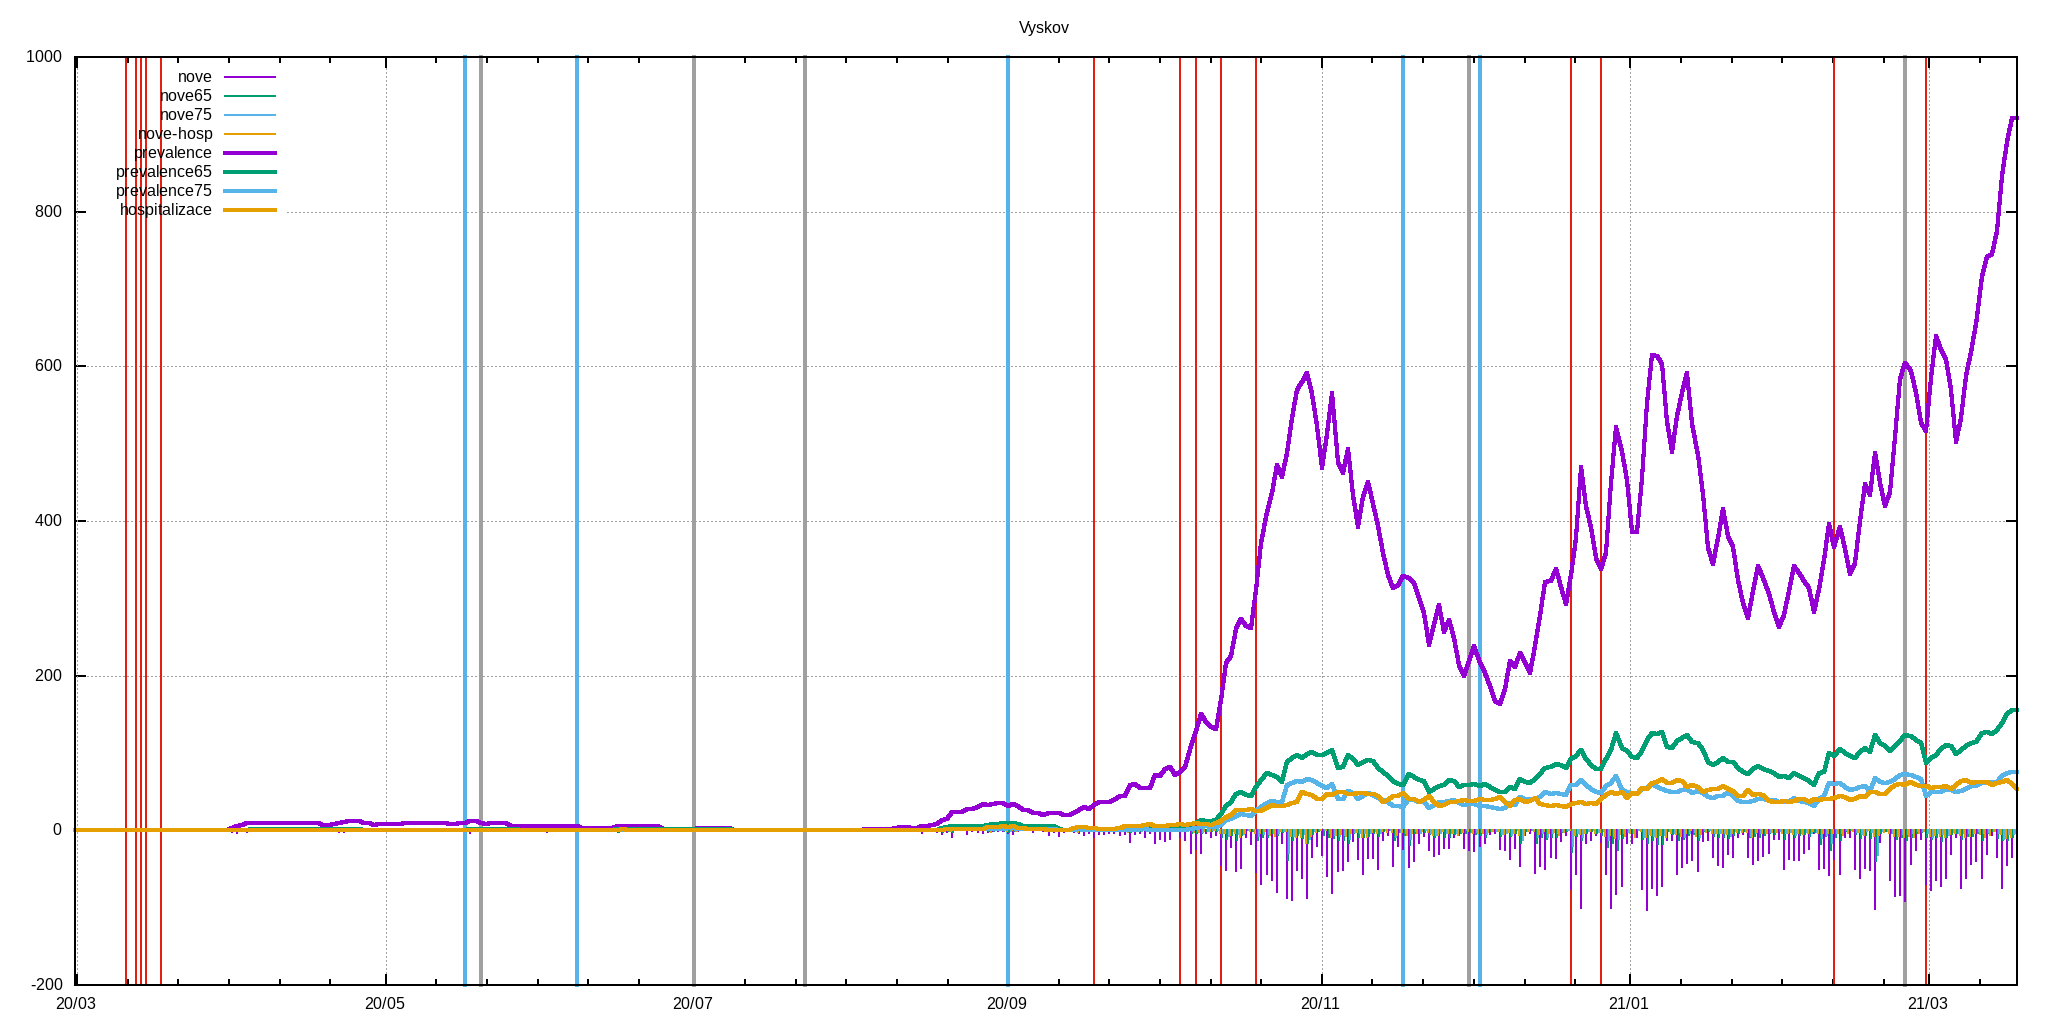 Vyskov
1000
800
600
400
200
0
-200
nove
nove65
nove75
nove-hosp
prevalence
prevalence65
prevalence75
hospitalizace
20/03 20/05 20/07 20/09 20/11 21/01 21/03